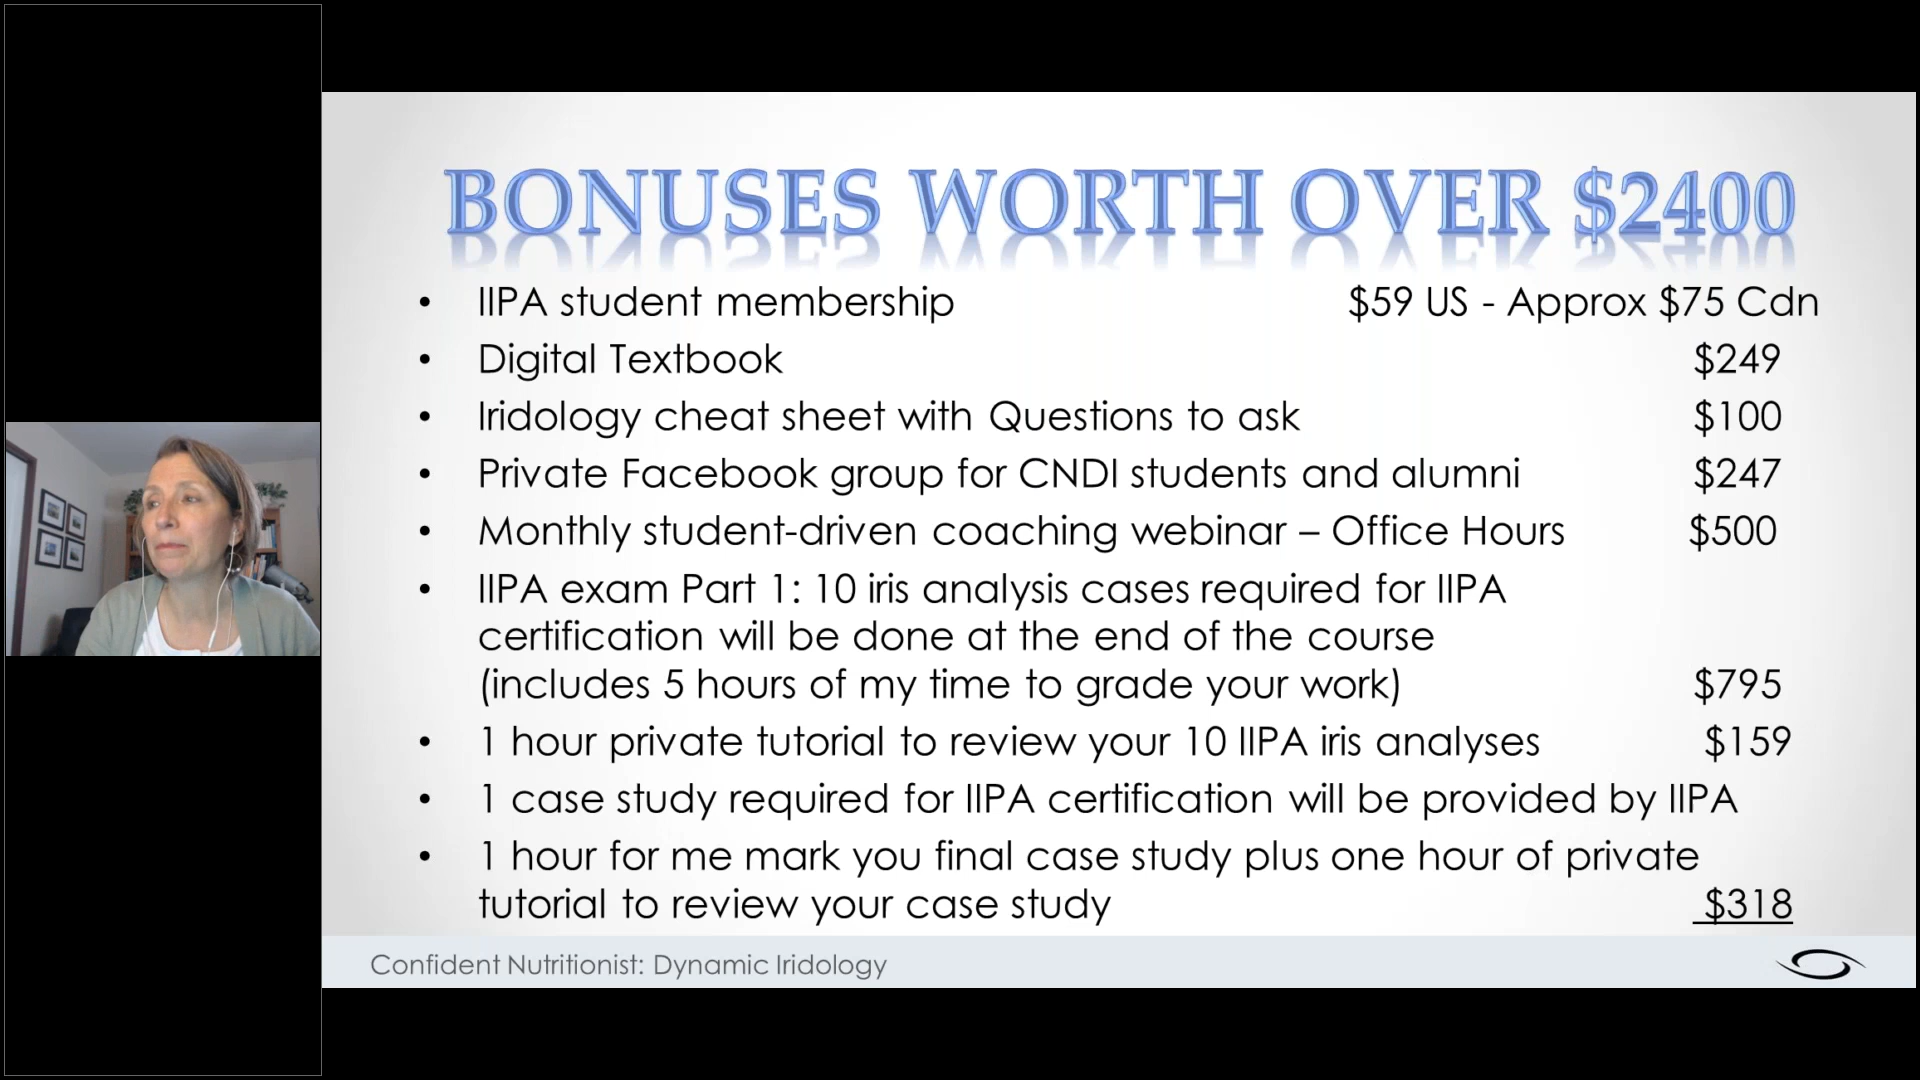 BONUSES WORTH OVER $2400
• IIPA student membership $59 US - Approx $75 Cdn
• Digital Textbook $249
• Iridology cheat sheet with Questions to ask $100
• Private Facebook group for CNDI students and alumni $247
• Monthly student-driven coaching webinar – Office Hours $500
• IIPA exam Part 1: 10 iris analysis cases required for IIPA
certification will be done at the end of the course
(includes 5 hours of my time to grade your work) $795
• 1 hour private tutorial to review your 10 IIPA iris analyses $159
• 1 case study required for IIPA certification will be provided by IIPA
• 1 hour for me mark you final case study plus one hour of private
tutorial to review your case study $318
Confident Nutritionist: Dynamic Iridology